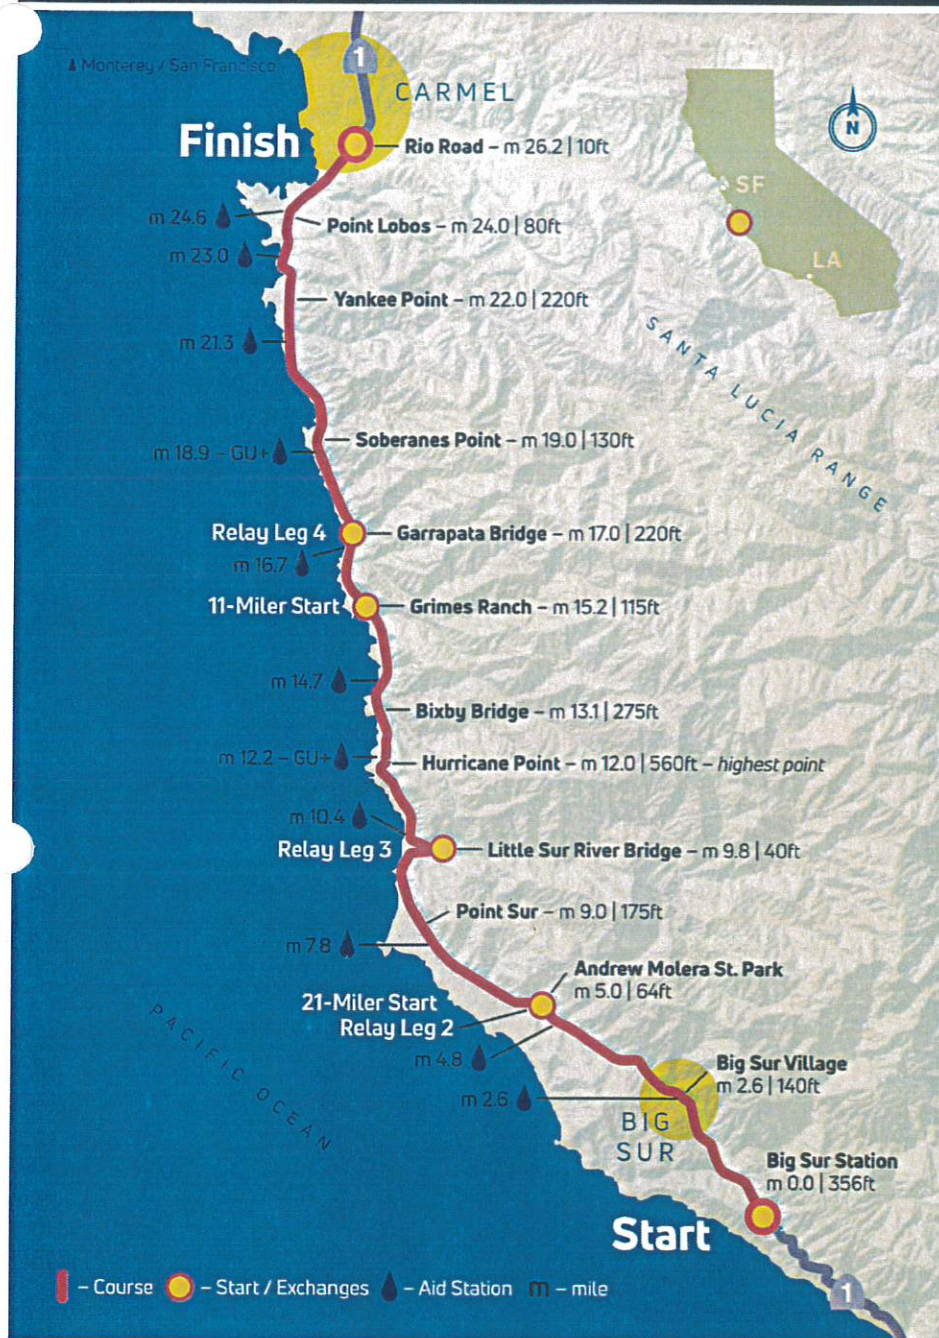 1
Monterey / San Francisco
CARMEL
N
Finish
Rio Road – m 26.2 | 10ft
SF
m 24.6
Point Lobos – m 24.0 | 80ft
m 23.0
LA
Yankee Point – m 22.0 | 220ft
m 21.3
SANTA LUCIA RANGE
Soberanes Point – m 19.0 | 130ft
m 18.9 – GU+
Relay Leg 4
Garrapata Bridge – m 17.0 | 220ft
m 16.7
11-Miler Start
Grimes Ranch – m 15.2 | 115ft
m 14.7
Bixby Bridge – m 13.1 | 275ft
m 12.2 – GU+
Hurricane Point – m 12.0 | 560ft – highest point
m 10.4
Relay Leg 3
Little Sur River Bridge – m 9.8 | 40ft
Point Sur – m 9.0 | 175ft
m 7.8
Andrew Molera St. Park
m 5.0 | 64ft
21-Miler Start
Relay Leg 2
PACIFIC OCEAN
m 4.8
Big Sur Village
m 2.6 | 140ft
m 2.6
BIG
SUR
Big Sur Station
m 0.0 | 356ft
Start
– Course
– Start / Exchanges
– Aid Station
m – mile
1